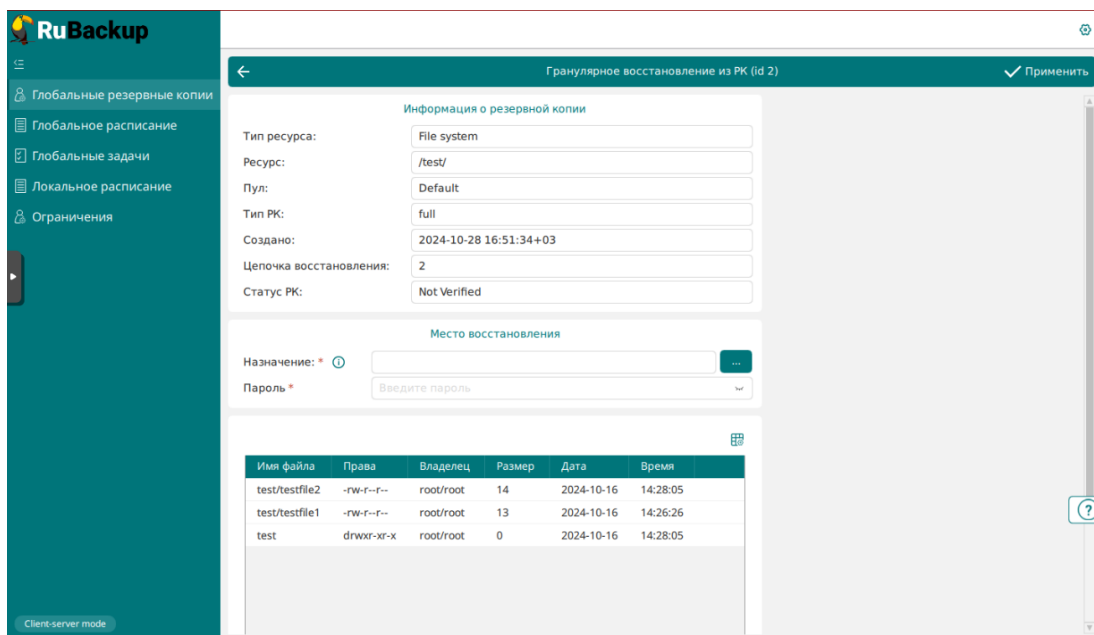 RuBackup
Глобальные резервные копии
Глобальное расписание
Глобальные задачи
Локальное расписание
Ограничения
Client-server mode
Гранулярное восстановление из РК (id 2)
Применить
Информация о резервной копии
Тип ресурса: File system
Ресурс: /test/
Пул: Default
Тип РК: full
Создано: 2024-10-28 16:51:34+03
Цепочка восстановления: 2
Статус РК: Not Verified
Место восстановления
Назначение: * ...
Пароль * Введите пароль
Имя файла Права Владелец Размер Дата Время
test/testfile2 -rw-r--r-- root/root 14 2024-10-16 14:28:05
test/testfile1 -rw-r--r-- root/root 13 2024-10-16 14:26:26
test drwxr-xr-x root/root 0 2024-10-16 14:28:05
?